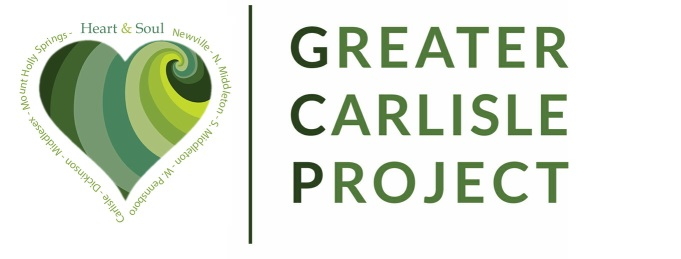 Heart & Soul
Newville - N. Middleton - S. Middleton - W. Pennsboro
Carlisle - Dickinson - Middlesex - Mount Holly Springs -
GREATER
CARLISLE
PROJECT